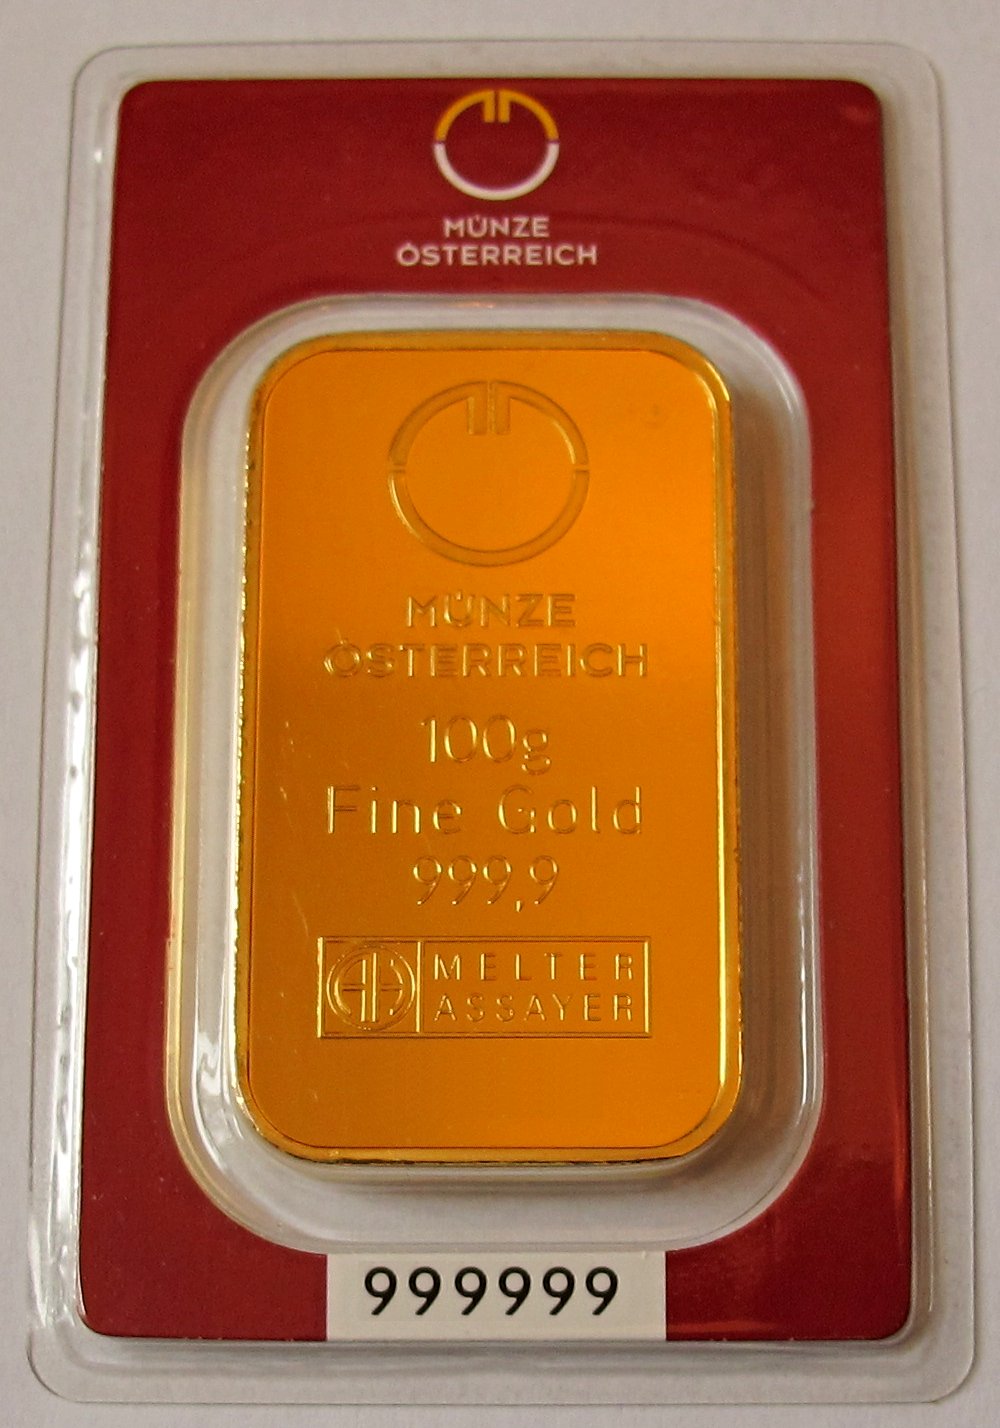 MÜNZE
ÖSTERREICH
MÜNZE
ÖSTERREICH
100g
Fine Gold
999,9
MELTER
ASSAYER
999999